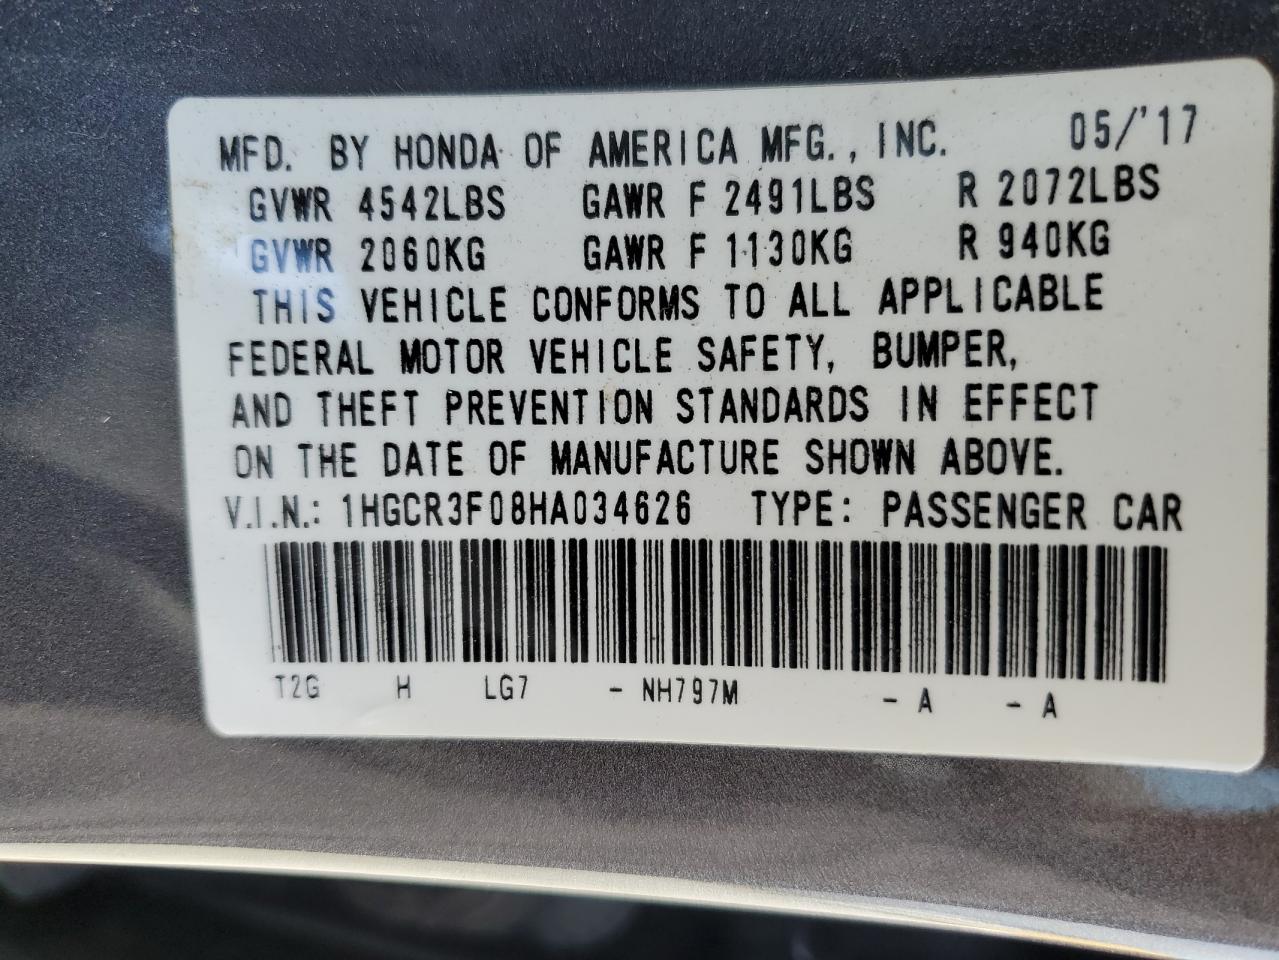 MFD. BY HONDA OF AMERICA MFG., INC. 05/'17
GVWR 4542LBS GAWR F 2491LBS R 2072LBS
GVWR 2060KG GAWR F 1130KG R 940KG
THIS VEHICLE CONFORMS TO ALL APPLICABLE
FEDERAL MOTOR VEHICLE SAFETY, BUMPER,
AND THEFT PREVENTION STANDARDS IN EFFECT
ON THE DATE OF MANUFACTURE SHOWN ABOVE.
V.I.N.: 1HGCR3F08HA034626 TYPE: PASSENGER CAR
T2G H LG7 - NH797M - A - A